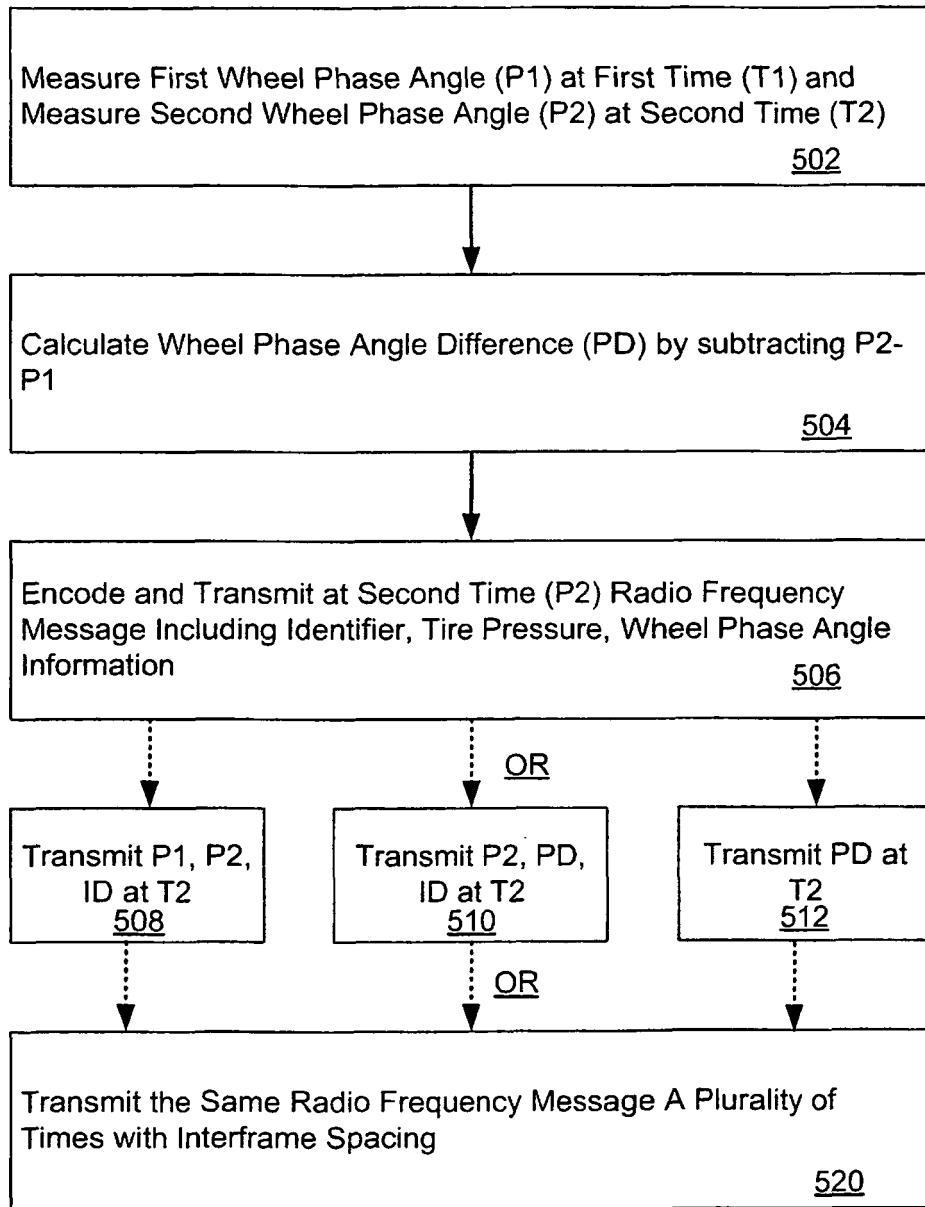 Measure First Wheel Phase Angle (P1) at First Time (T1) and
Measure Second Wheel Phase Angle (P2) at Second Time (T2)
502
Calculate Wheel Phase Angle Difference (PD) by subtracting P2-
P1
504
Encode and Transmit at Second Time (P2) Radio Frequency
Message Including Identifier, Tire Pressure, Wheel Phase Angle
Information
506
OR
Transmit P1, P2,
ID at T2
508
Transmit P2, PD,
ID at T2
510
Transmit PD at
T2
512
OR
Transmit the Same Radio Frequency Message A Plurality of
Times with Interframe Spacing
520